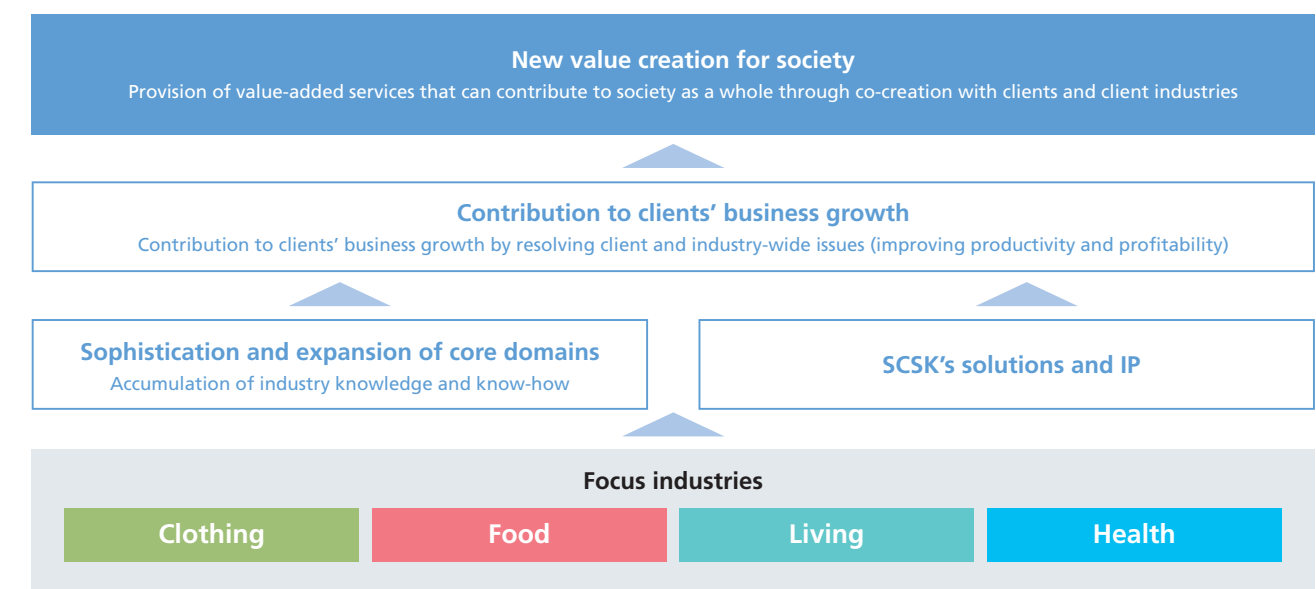 New value creation for society
Provision of value-added services that can contribute to society as a whole through co-creation with clients and client industries
Contribution to clients’ business growth
Contribution to clients’ business growth by resolving client and industry-wide issues (improving productivity and profitability)
Sophistication and expansion of core domains
Accumulation of industry knowledge and know-how
SCSK’s solutions and IP
Focus industries
Clothing
Food
Living
Health